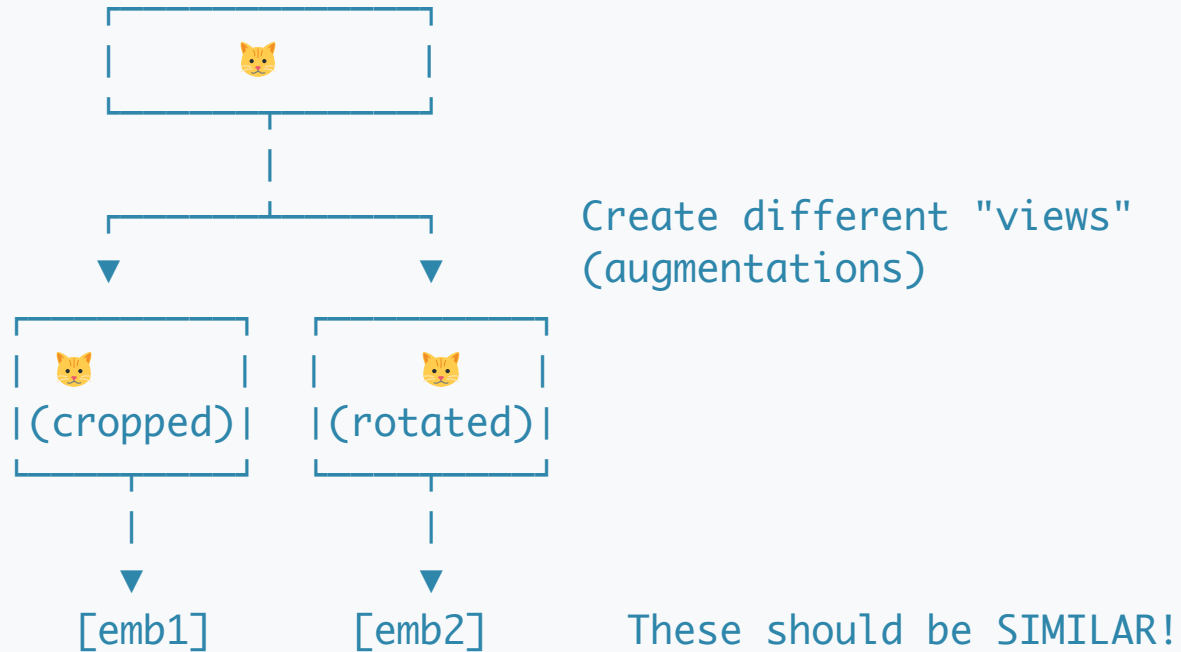 Create different "views"
(augmentations)
(cropped) (rotated)
[emb1] [emb2] These should be SIMILAR!